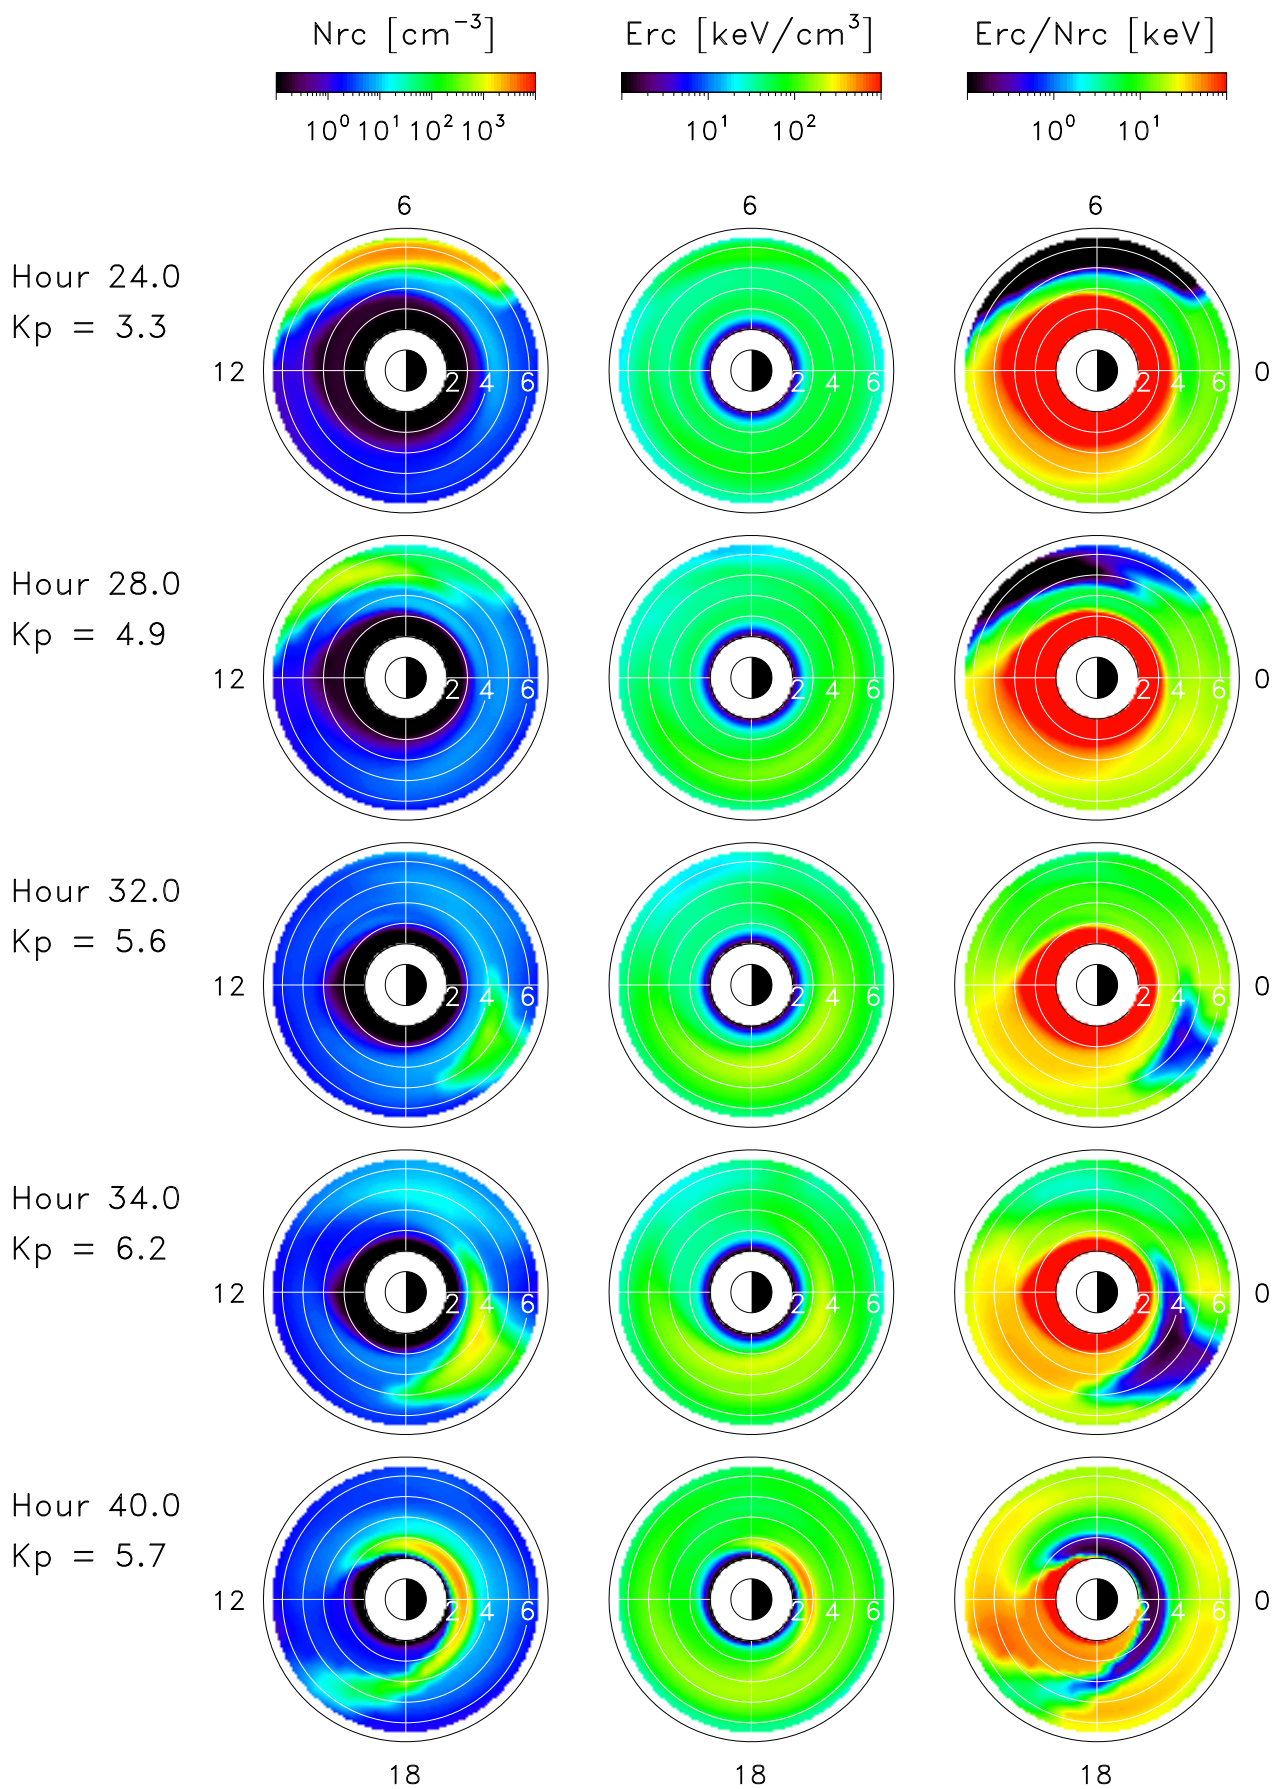 Nrc [cm⁻³] Erc [keV/cm³] Erc/Nrc [keV]
10⁰ 10¹ 10² 10³ 10¹ 10² 10⁰ 10¹
6 6 6
Hour 24.0
Kp = 3.3
12 2 4 6 2 4 6 2 4 6 0
Hour 28.0
Kp = 4.9
12 2 4 6 2 4 6 2 4 6 0
Hour 32.0
Kp = 5.6
12 2 4 6 2 4 6 2 4 6 0
Hour 34.0
Kp = 6.2
12 2 4 6 2 4 6 2 4 6 0
Hour 40.0
Kp = 5.7
12 2 4 6 2 4 6 2 4 6 0
18 18 18